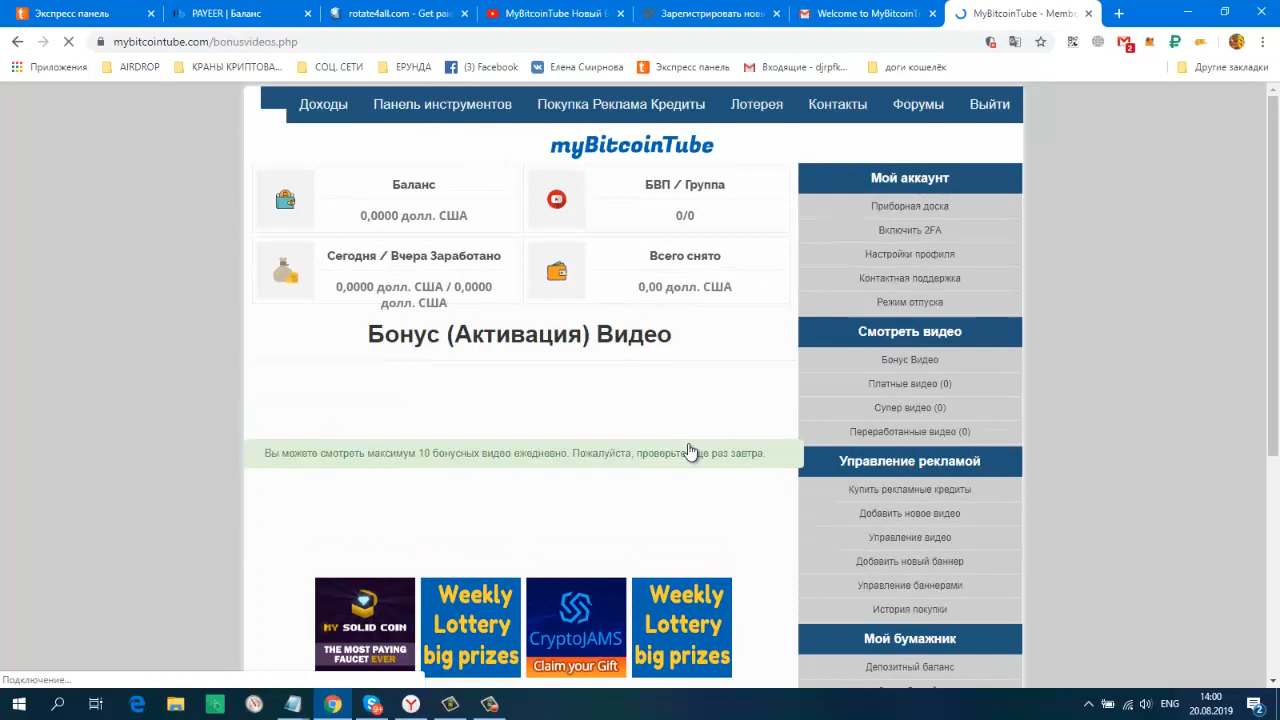 Экспресс панель
PAYEER | Баланс
rotate4all.com - Get pai
MyBitcoinTube Новый Б
Зарегистрировать новы
Welcome to MyBitcoinTu
MyBitcoinTube - Membe
mybitcointube.com/bonusvideos.php
2
Приложения
AIRDROP
КРАНЫ КРИПТОВА...
СОЦ. СЕТИ
ЕРУНДА
(3) Facebook
Елена Смирнова
Экспресс панель
Входящие - djrpfk...
доги кошелёк
Другие закладки
Доходы
Панель инструментов
Покупка Реклама Кредиты
Лотерея
Контакты
Форумы
Выйти
myBitcoinTube
Баланс
0,0000 долл. США
БВП / Группа
0/0
Сегодня / Вчера Заработано
0,0000 долл. США / 0,0000
долл. США
Всего снято
0,00 долл. США
Бонус (Активация) Видео
Вы можете смотреть максимум 10 бонусных видео ежедневно. Пожалуйста, раз завтра.
MY SOLID COIN
THE MOST PAYING
FAUCET EVER
Weekly
Lottery
big prizes
CryptoJAMS
Claim your Gift
Weekly
Lottery
big prizes
Мой аккаунт
Приборная доска
Включить 2FA
Настройки профиля
Контактная поддержка
Режим отпуска
Смотреть видео
Бонус Видео
Платные видео (0)
Супер видео (0)
Переработанные видео (0)
Управление рекламой
Купить рекламные кредиты
Добавить новое видео
Управление видео
Добавить новый баннер
Управление баннерами
История покупки
Мой бумажник
Депозитный баланс
Подключение...
ENG
14:00
20.08.2019
2